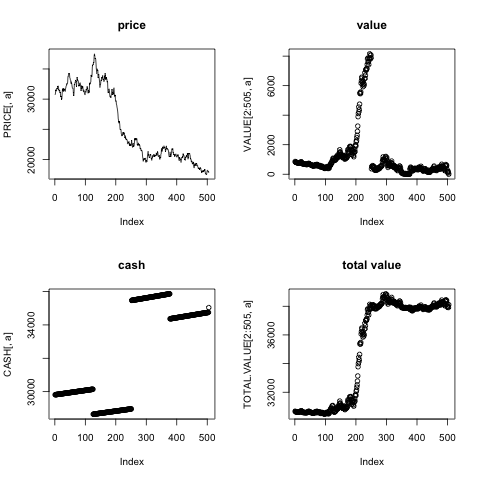 price
PRICE[, a]
20000
30000
0 100 200 300 400 500
Index
value
VALUE[2:505, a]
0
2000
6000
0 100 200 300 400 500
Index
cash
CASH[, a]
30000
34000
0 100 200 300 400 500
Index
total value
TOTAL.VALUE[2:505, a]
32000
36000
0 100 200 300 400 500
Index